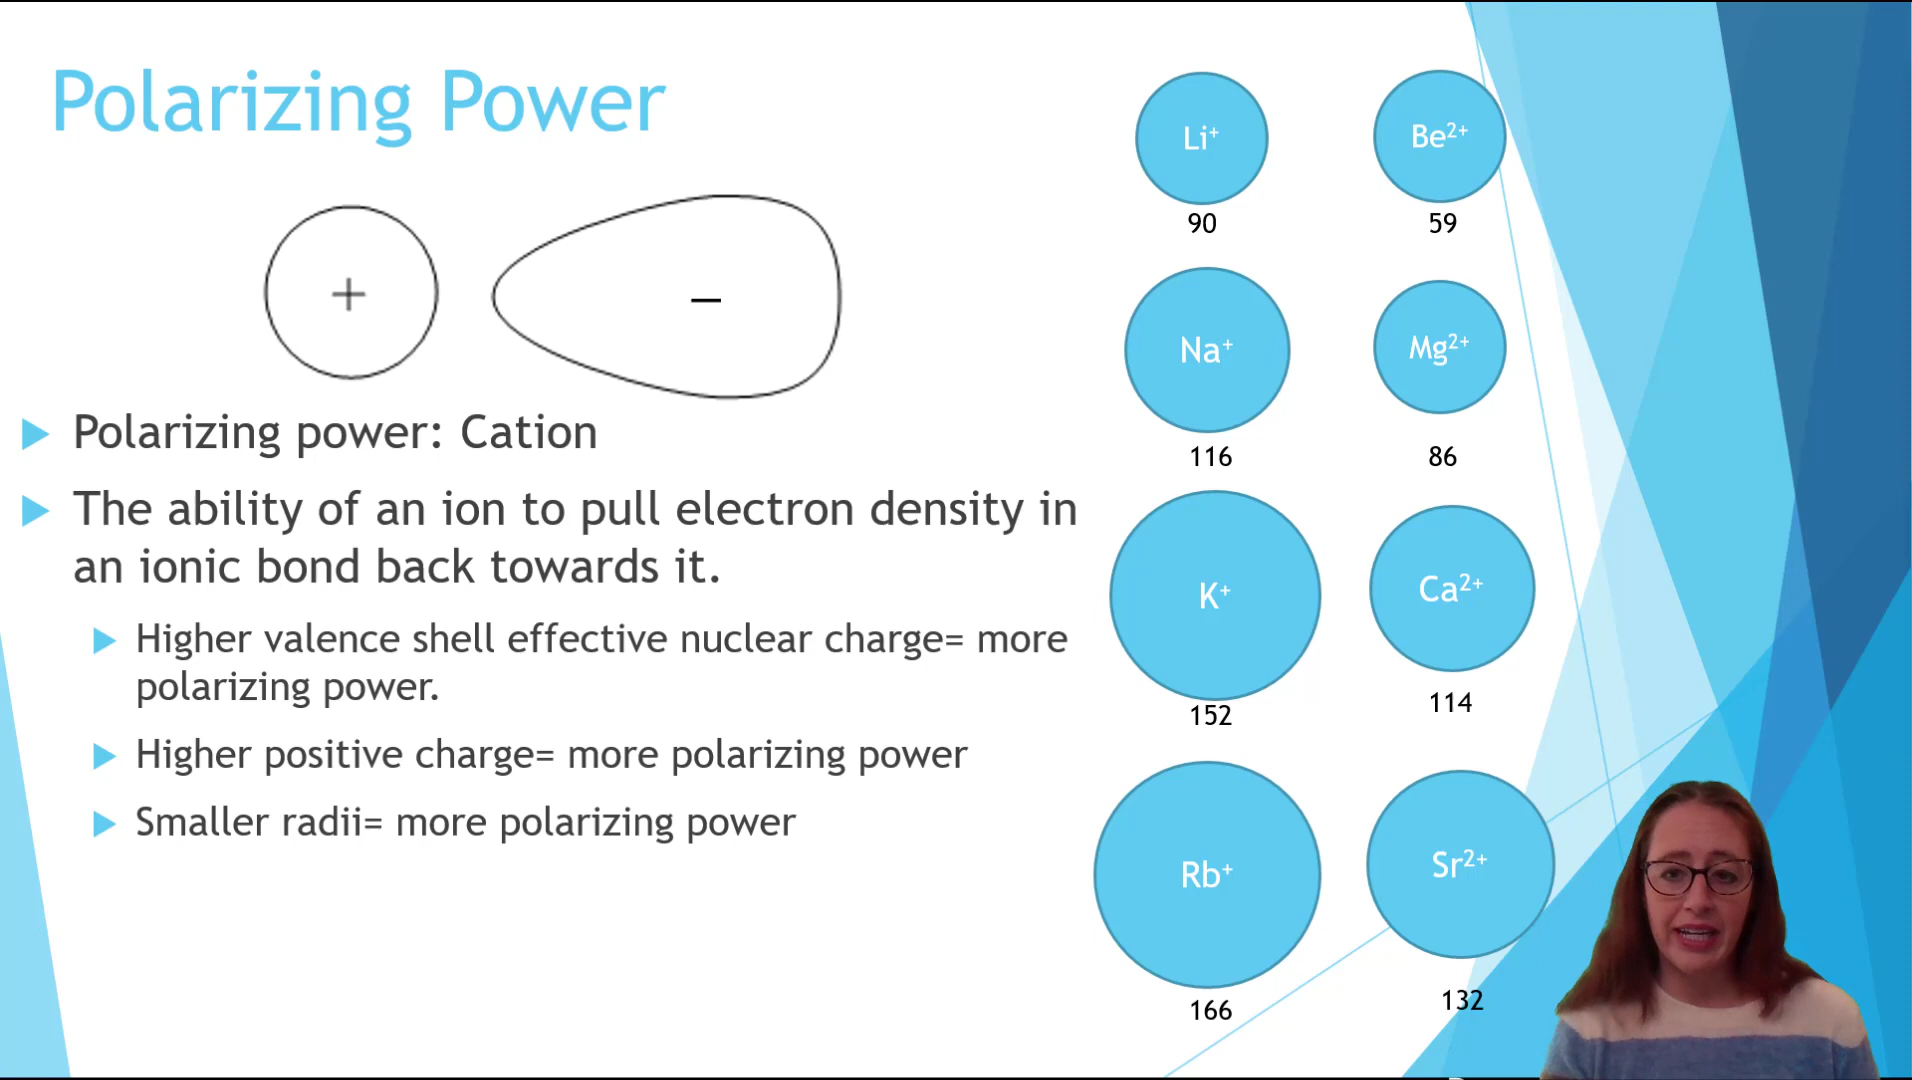 Polarizing Power
+
−
Polarizing power: Cation
The ability of an ion to pull electron density in
an ionic bond back towards it.
Higher valence shell effective nuclear charge= more
polarizing power.
Higher positive charge= more polarizing power
Smaller radii= more polarizing power
Li⁺
Be²⁺
90
59
Na⁺
Mg²⁺
116
86
K⁺
Ca²⁺
152
114
Rb⁺
Sr²⁺
166
132